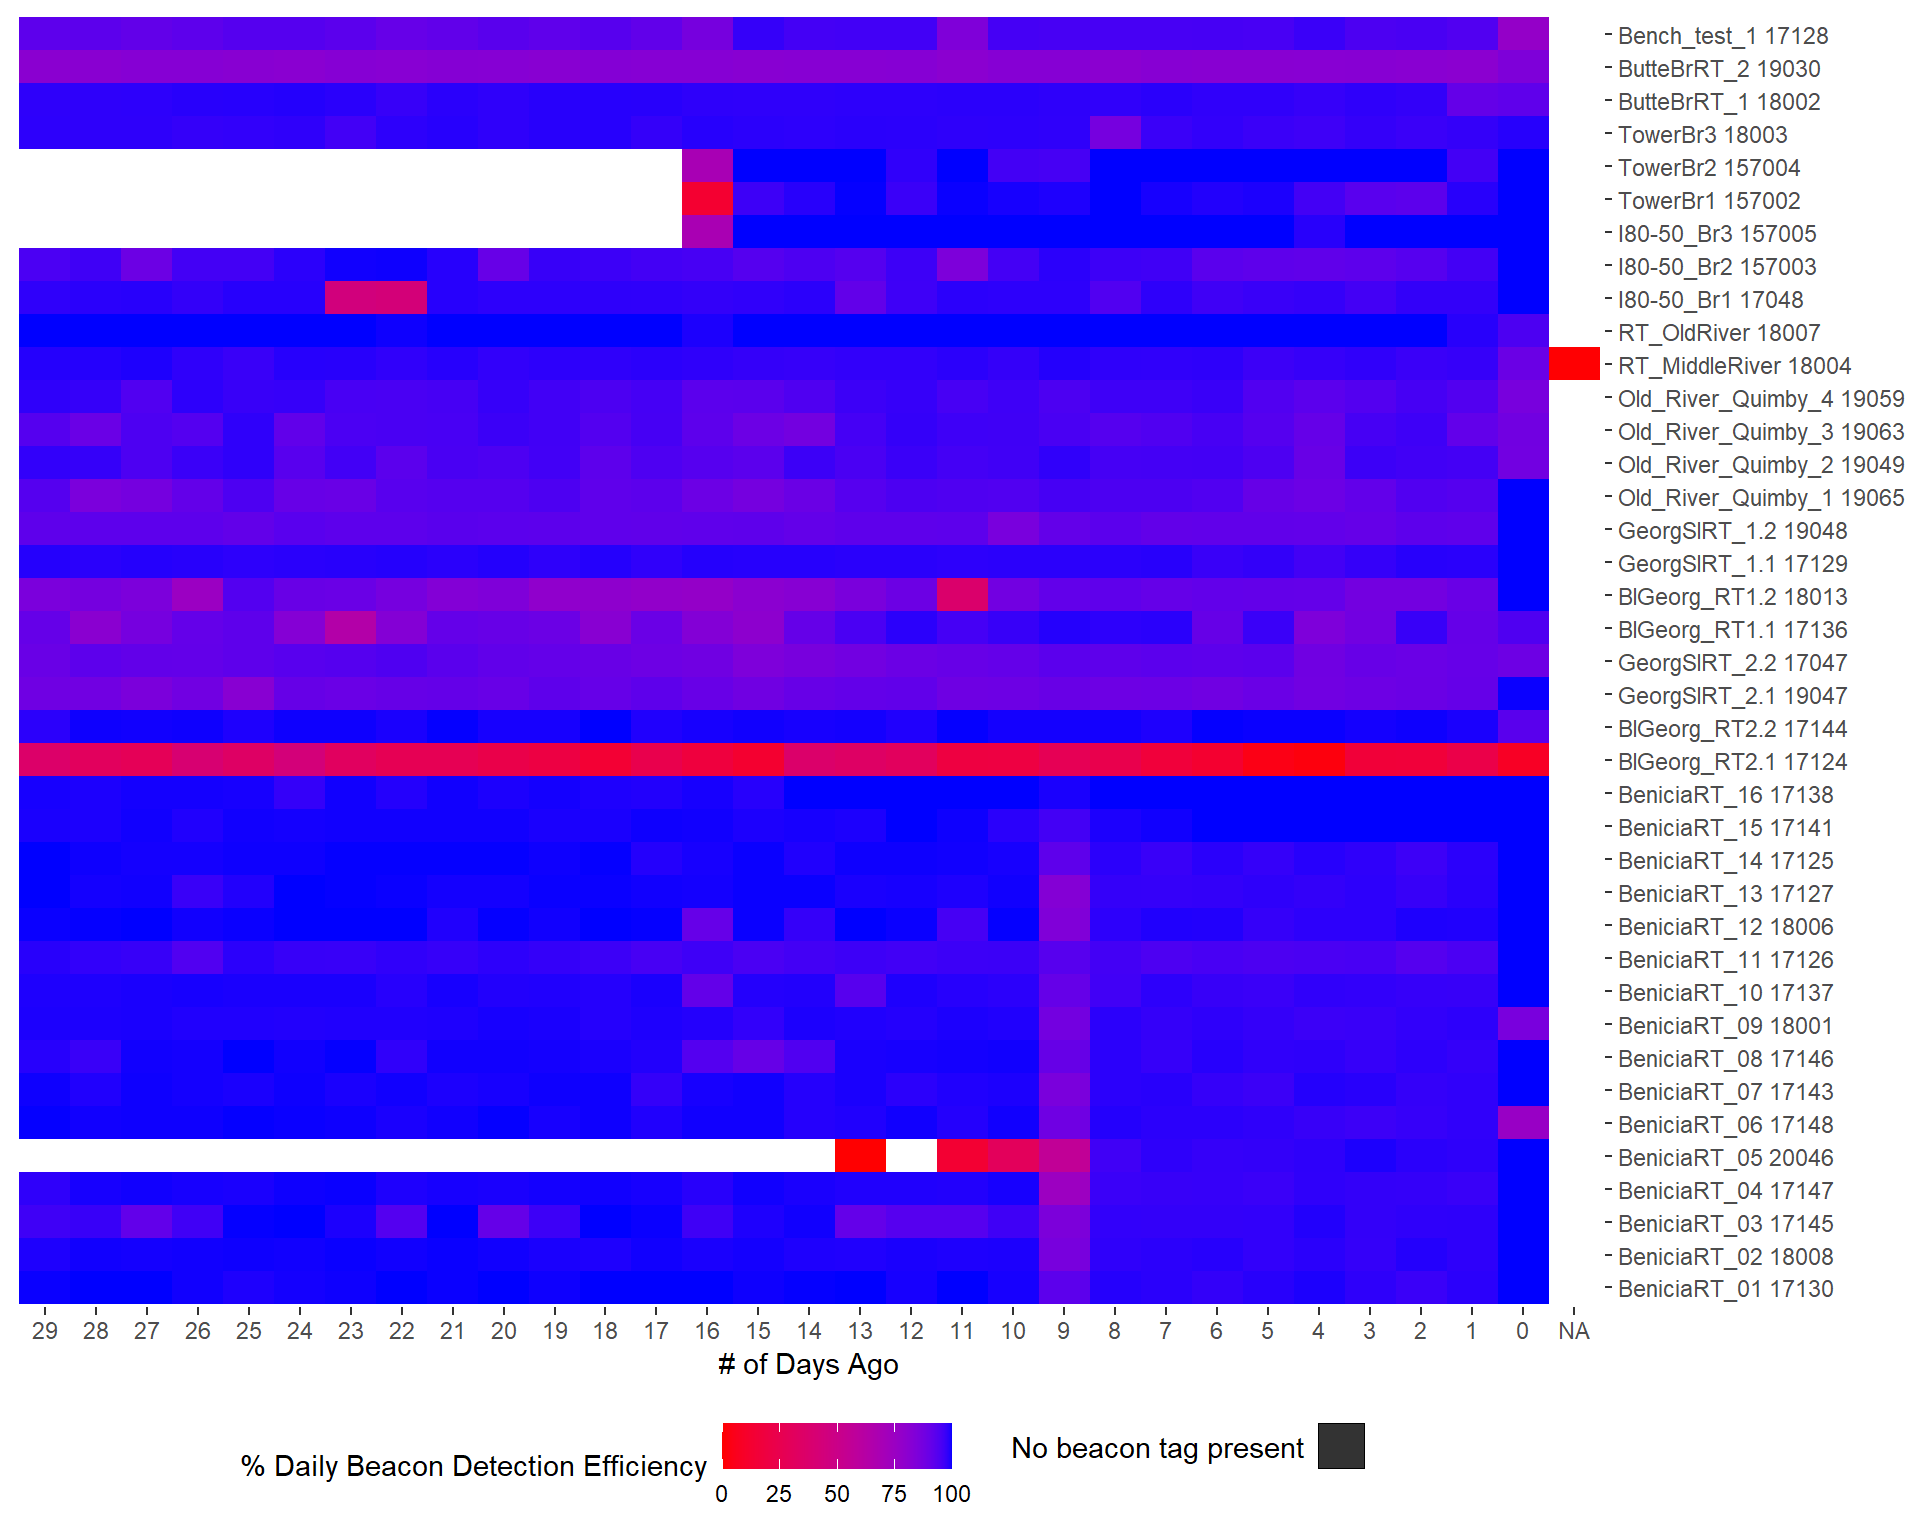 Bench_test_1 17128
ButteBrRT_2 19030
ButteBrRT_1 18002
TowerBr3 18003
TowerBr2 157004
TowerBr1 157002
I80-50_Br3 157005
I80-50_Br2 157003
I80-50_Br1 17048
RT_OldRiver 18007
RT_MiddleRiver 18004
Old_River_Quimby_4 19059
Old_River_Quimby_3 19063
Old_River_Quimby_2 19049
Old_River_Quimby_1 19065
GeorgSlRT_1.2 19048
GeorgSlRT_1.1 17129
BlGeorg_RT1.2 18013
BlGeorg_RT1.1 17136
GeorgSlRT_2.2 17047
GeorgSlRT_2.1 19047
BlGeorg_RT2.2 17144
BlGeorg_RT2.1 17124
BeniciaRT_16 17138
BeniciaRT_15 17141
BeniciaRT_14 17125
BeniciaRT_13 17127
BeniciaRT_12 18006
BeniciaRT_11 17126
BeniciaRT_10 17137
BeniciaRT_09 18001
BeniciaRT_08 17146
BeniciaRT_07 17143
BeniciaRT_06 17148
BeniciaRT_05 20046
BeniciaRT_04 17147
BeniciaRT_03 17145
BeniciaRT_02 18008
BeniciaRT_01 17130
29 28 27 26 25 24 23 22 21 20 19 18 17 16 15 14 13 12 11 10 9 8 7 6 5 4 3 2 1 0 NA
# of Days Ago
% Daily Beacon Detection Efficiency
0 25 50 75 100
No beacon tag present